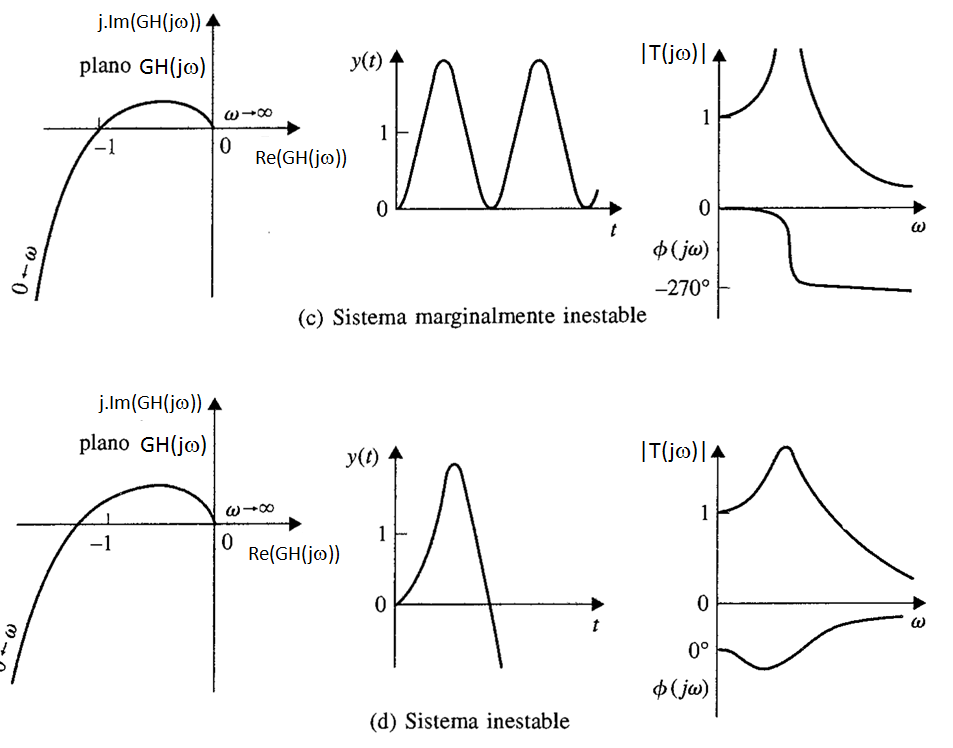 j.Im(GH(jω))
plano GH(jω)
ω→∞
−1
0
Re(GH(jω))
0←ω
y(t)
1
0
t
|T(jω)|
1
0
ω
ϕ(jω)
−270°
(c) Sistema marginalmente inestable
j.Im(GH(jω))
plano GH(jω)
ω→∞
−1
0
Re(GH(jω))
0←ω
y(t)
1
0
t
|T(jω)|
1
0
ω
0°
ϕ(jω)
(d) Sistema inestable